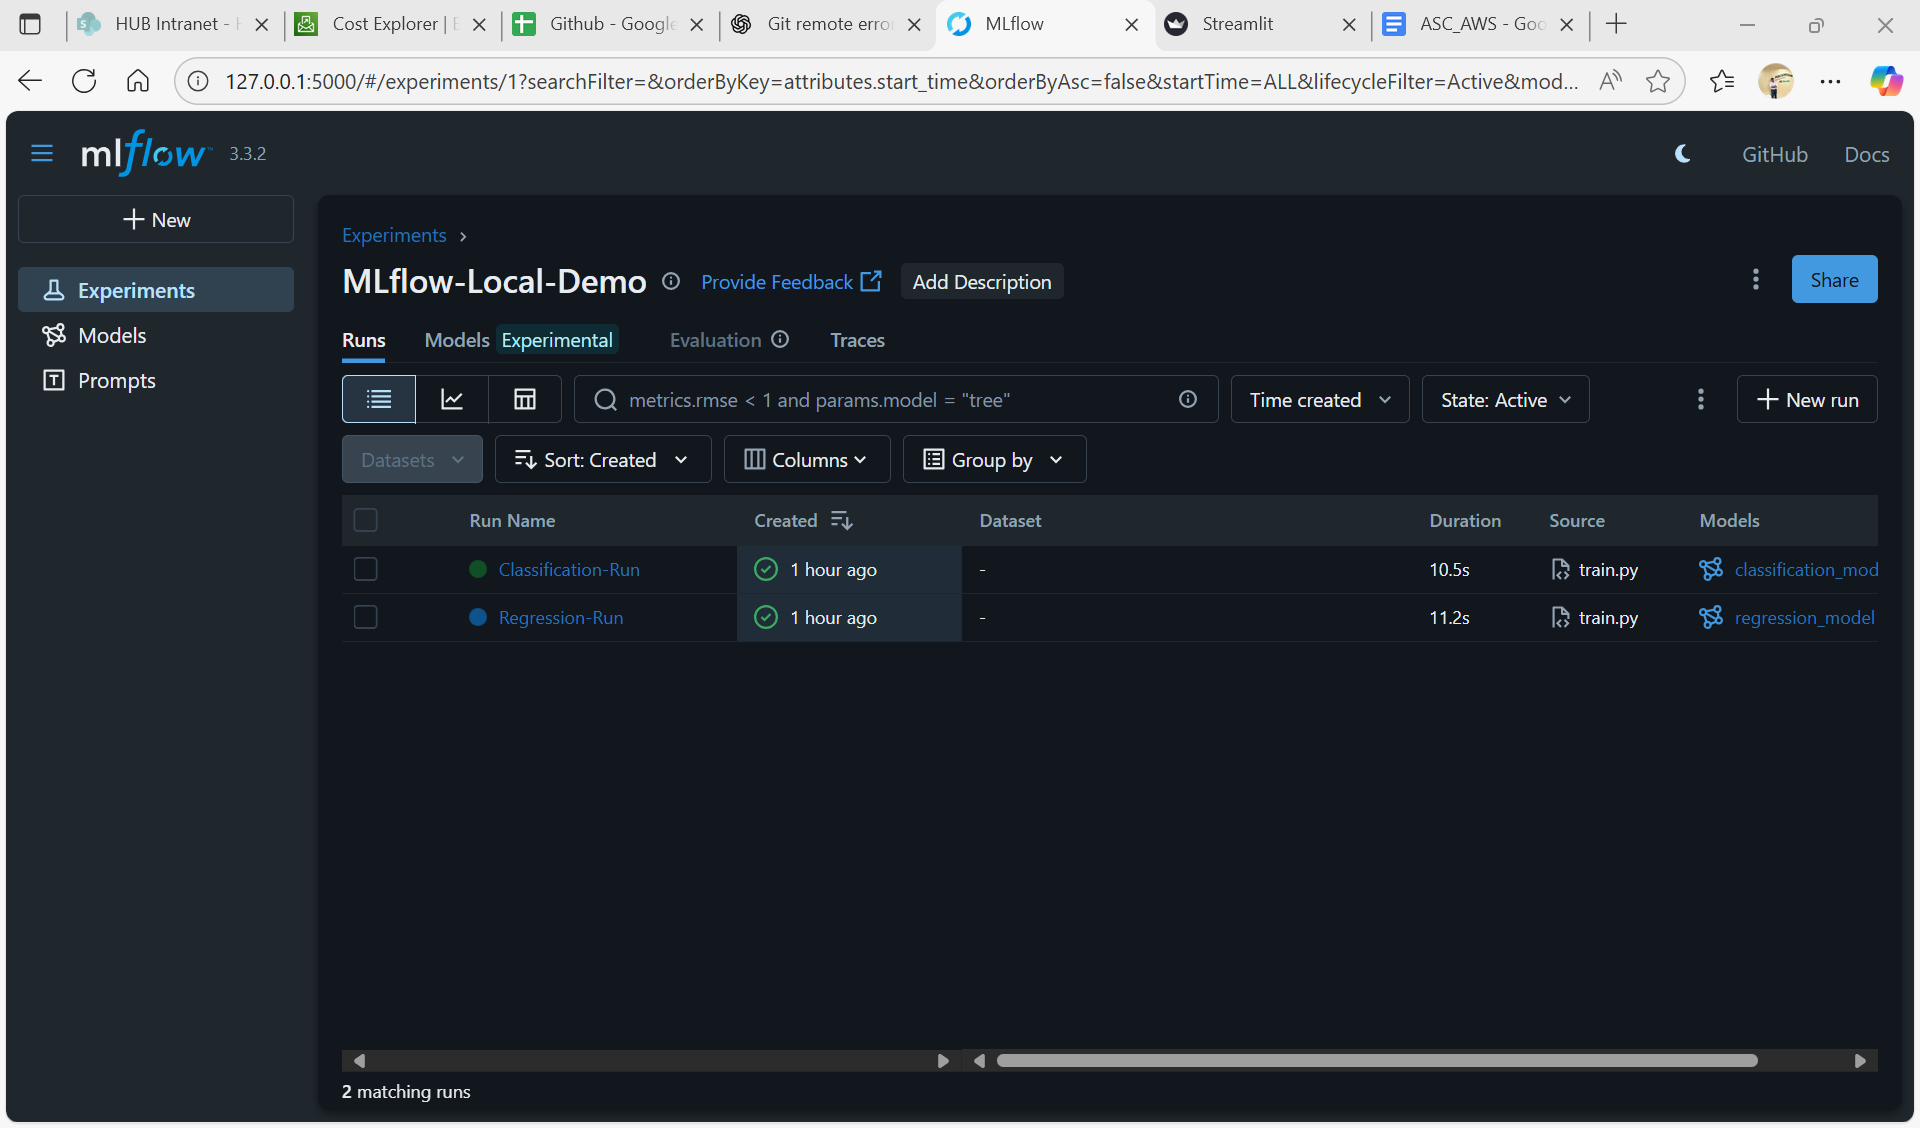 HUB Intranet - H
Cost Explorer | E
Github - Google
Git remote error
MLflow
Streamlit
ASC_AWS - Goo
127.0.0.1:5000/#/experiments/1?searchFilter=&orderByKey=attributes.start_time&orderByAsc=false&startTime=ALL&lifecycleFilter=Active&mod...
mlflow™ 3.3.2
GitHub
Docs
New
Experiments
Models
Prompts
Experiments
MLflow-Local-Demo
Provide Feedback
Add Description
Share
Runs
Models Experimental
Evaluation
Traces
metrics.rmse < 1 and params.model = "tree"
Time created
State: Active
New run
Datasets
Sort: Created
Columns
Group by
Run Name Created Dataset Duration Source Models
Classification-Run 1 hour ago - 10.5s train.py classification_mod
Regression-Run 1 hour ago - 11.2s train.py regression_model
2 matching runs